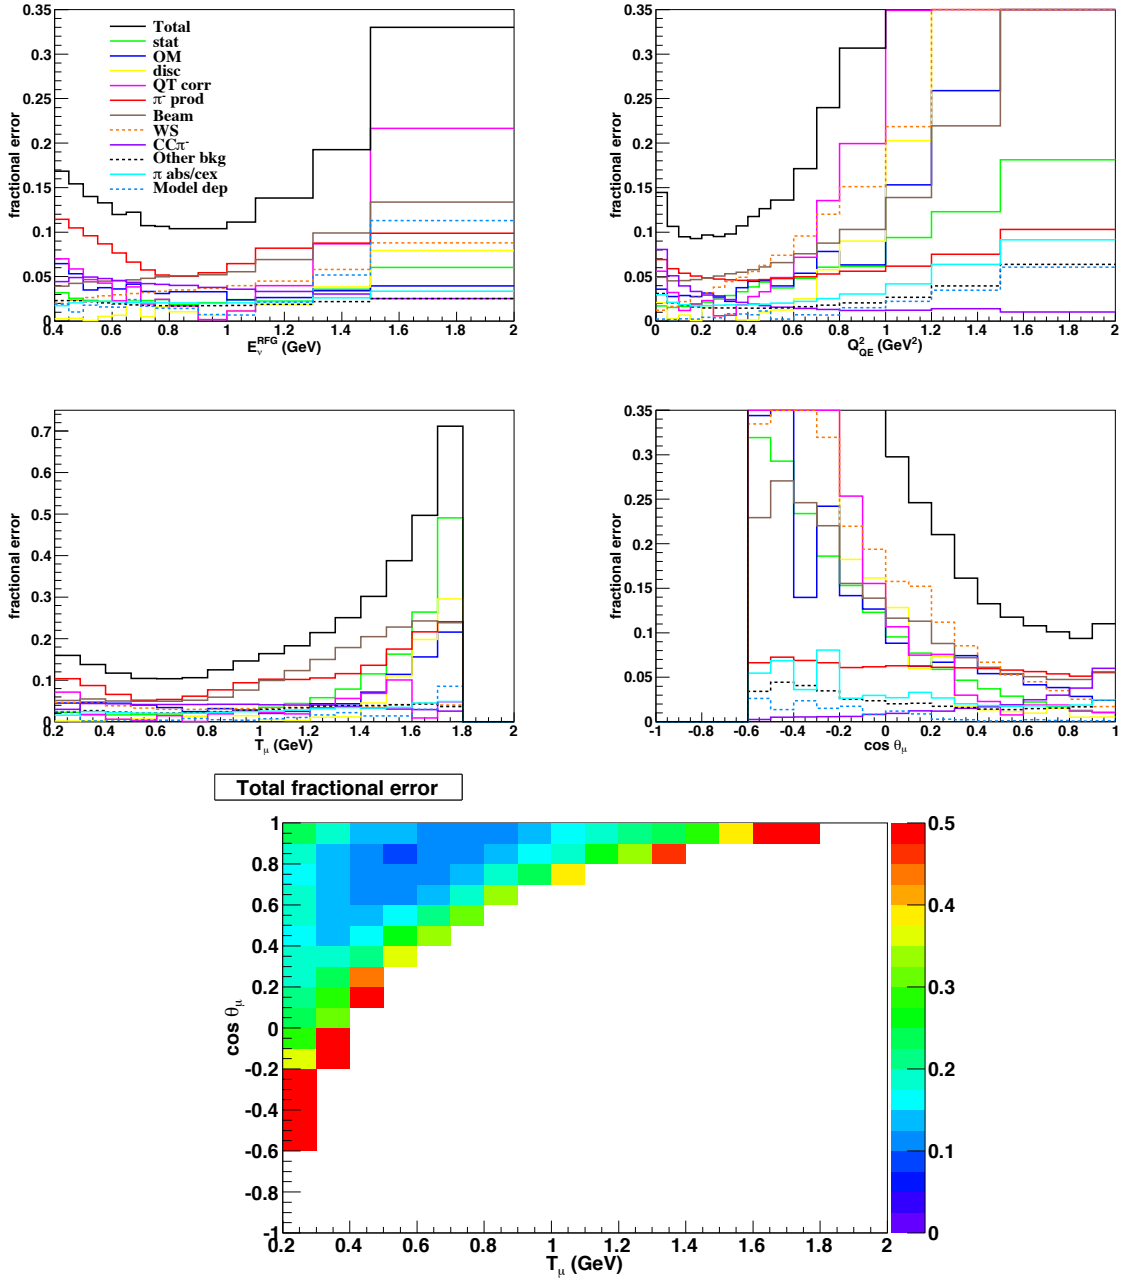 0.35
0.3
0.25
0.2
0.15
0.1
0.05
0
fractional error
Total
stat
OM
disc
QT corr
π⁻ prod
Beam
WS
CCπ⁻
Other bkg
π abs/cex
Model dep
0.4 0.6 0.8 1 1.2 1.4 1.6 1.8 2
E_ν^RFG (GeV)
0.35
0.3
0.25
0.2
0.15
0.1
0.05
0
fractional error
0 0.2 0.4 0.6 0.8 1 1.2 1.4 1.6 1.8 2
Q²_QE (GeV²)
0.7
0.6
0.5
0.4
0.3
0.2
0.1
0
fractional error
0.2 0.4 0.6 0.8 1 1.2 1.4 1.6 1.8 2
T_μ (GeV)
0.35
0.3
0.25
0.2
0.15
0.1
0.05
0
fractional error
-1 -0.8 -0.6 -0.4 -0.2 0 0.2 0.4 0.6 0.8 1
cos θ_μ
Total fractional error
1
0.8
0.6
0.4
0.2
0
-0.2
-0.4
-0.6
-0.8
-1
cos θ_μ
0.2 0.4 0.6 0.8 1 1.2 1.4 1.6 1.8 2
T_μ (GeV)
0.5
0.4
0.3
0.2
0.1
0